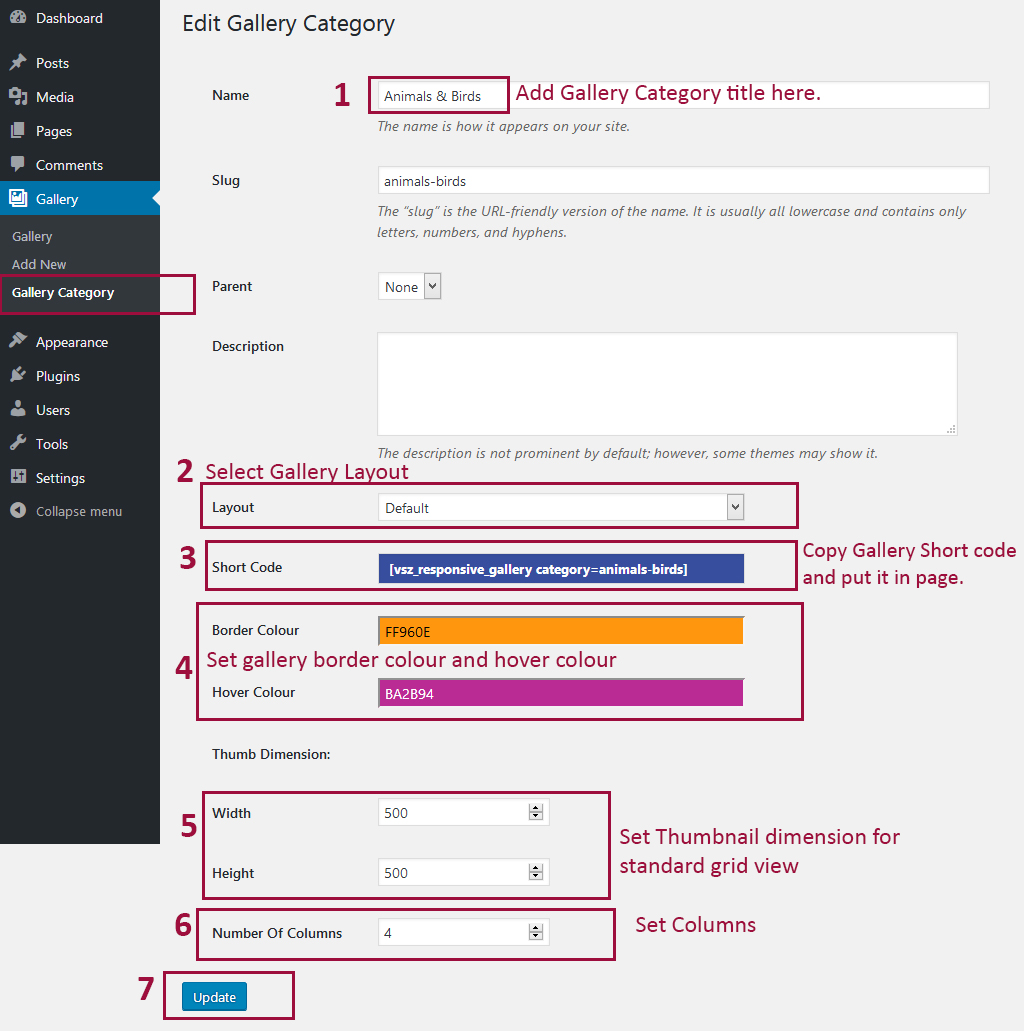 Dashboard
Posts
Media
Pages
Comments
Gallery
Gallery
Add New
Gallery Category
Appearance
Plugins
Users
Tools
Settings
Collapse menu
Edit Gallery Category
Name
1
Animals & Birds
Add Gallery Category title here.
The name is how it appears on your site.
Slug
animals-birds
The “slug” is the URL-friendly version of the name. It is usually all lowercase and contains only
letters, numbers, and hyphens.
Parent
None
Description
The description is not prominent by default; however, some themes may show it.
2 Select Gallery Layout
Layout
Default
3
Short Code
[vsz_responsive_gallery category=animals-birds]
Copy Gallery Short code
and put it in page.
Border Colour
FF960E
4 Set gallery border colour and hover colour
Hover Colour
BA2B94
Thumb Dimension:
5
Width
500
Height
500
Set Thumbnail dimension for
standard grid view
6
Number Of Columns
4
Set Columns
7
Update